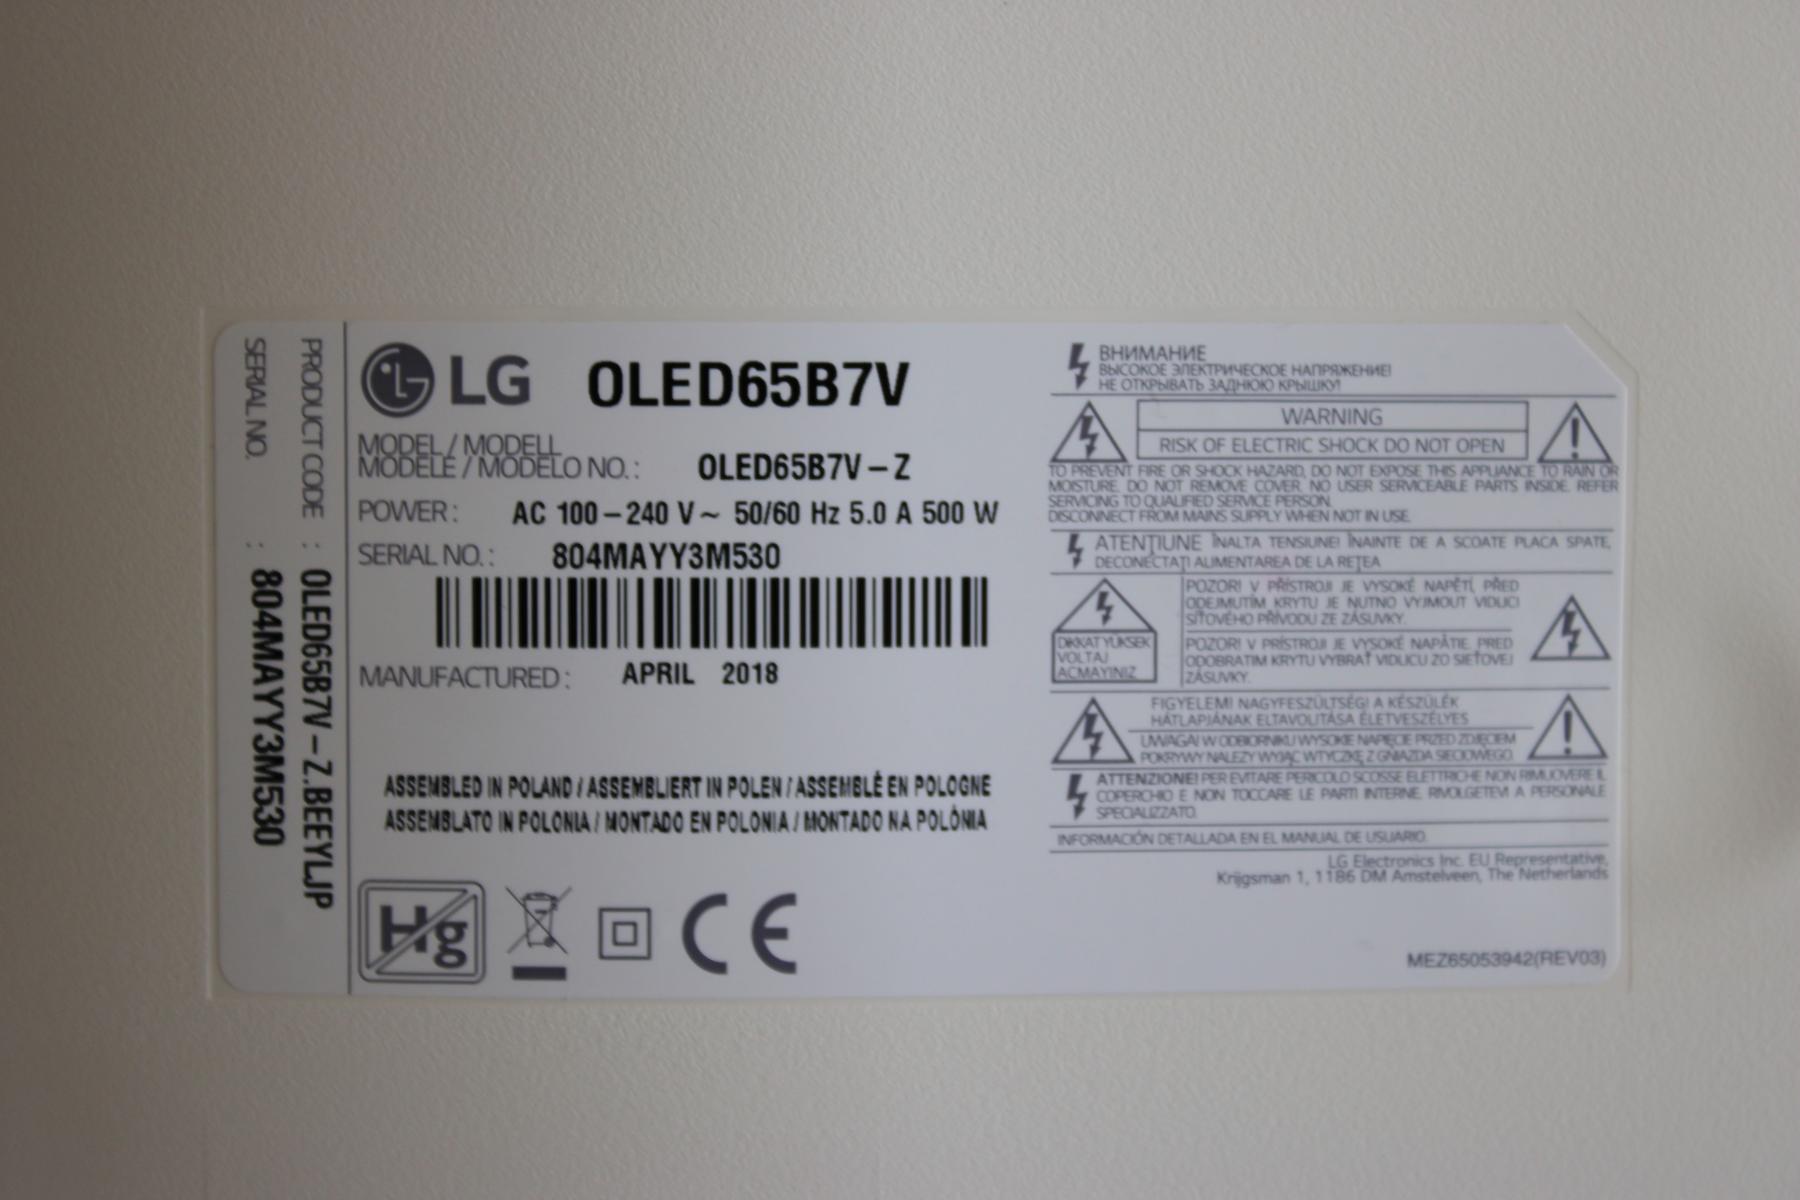 SERIAL NO. : 804MAYY3M530
PRODUCT CODE : OLED65B7V-Z.BEEYLJP
LG OLED65B7V
MODEL / MODELL
MODÈLE / MODELO NO. : OLED65B7V-Z
POWER : AC 100-240 V~ 50/60 Hz 5.0 A 500 W
SERIAL NO. : 804MAYY3M530
MANUFACTURED : APRIL 2018
ASSEMBLED IN POLAND / ASSEMBLIERT IN POLEN / ASSEMBLÉ EN POLOGNE
ASSEMBLATO IN POLONIA / MONTADO EN POLONIA / MONTADO NA POLÓNIA
Hg
CE
ВНИМАНИЕ
ВЫСОКОЕ ЭЛЕКТРИЧЕСКОЕ НАПРЯЖЕНИЕ!
НЕ ОТКРЫВАТЬ ЗАДНЮЮ КРЫШКУ!
WARNING
RISK OF ELECTRIC SHOCK DO NOT OPEN
TO PREVENT FIRE OR SHOCK HAZARD, DO NOT EXPOSE THIS APPLIANCE TO RAIN OR
MOISTURE. DO NOT REMOVE COVER. NO USER SERVICEABLE PARTS INSIDE. REFER
SERVICING TO QUALIFIED SERVICE PERSON.
DISCONNECT FROM MAINS SUPPLY WHEN NOT IN USE.
ATENŢIUNE ÎNALTA TENSIUNE! ÎNAINTE DE A SCOATE PLACA SPATE,
DECONECTAŢI ALIMENTAREA DE LA REŢEA
DIKKAT YÜKSEK
VOLTAJ
AÇMAYINIZ
POZOR! V PŘÍSTROJI JE VYSOKÉ NAPĚTÍ, PŘED
ODEJMUTÍM KRYTU JE NUTNO VYJMOUT VIDLICI
SÍŤOVÉHO PŘÍVODU ZE ZÁSUVKY.
POZOR! V PRÍSTROJI JE VYSOKÉ NAPÄTIE. PRED
ODOBRATIM KRYTU VYBRAŤ VIDLICU ZO SIEŤOVEJ
ZÁSUVKY.
FIGYELEM! NAGYFESZÜLTSÉG! A KÉSZÜLÉK
HÁTLAPJÁNAK ELTAVOLITÁSA ÉLETVESZÉLYES
UWAGA! W ODBIORNIKU WYSOKIE NAPIĘCIE PRZED ZDJĘCIEM
POKRYWY NALEZY WYJĄC WTYCZKĘ Z GNIAZDA SIECIOWEGO.
ATTENZIONE! PER EVITARE PERICOLO SCOSSE ELETTRICHE NON RIMUOVERE IL
COPERCHIO E NON TOCCARE LE PARTI INTERNE. RIVOLGETEVI A PERSONALE
SPECIALIZZATO.
INFORMACIÓN DETALLADA EN EL MANUAL DE USUARIO.
LG Electronics Inc. EU Representative,
Krijgsman 1, 1186 DM Amstelveen, The Netherlands
MEZ65053942(REV03)